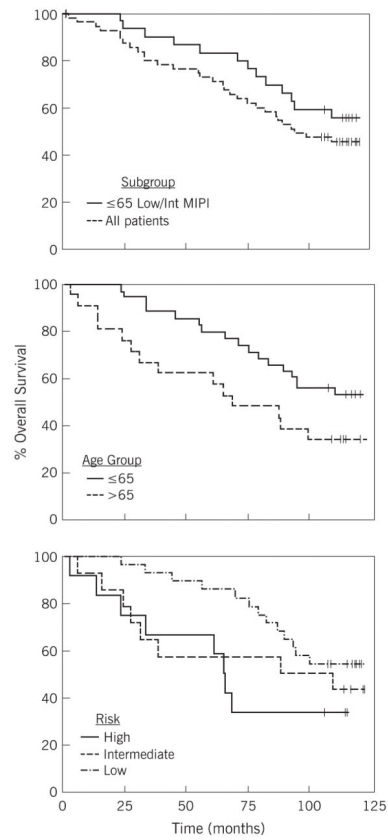 100
80
60
40
20
0
Subgroup
≤65 Low/Int MIPI
All patients
100
80
60
40
20
0
% Overall Survival
Age Group
≤65
>65
100
80
60
40
20
0
Risk
High
Intermediate
Low
0 25 50 75 100 125
Time (months)